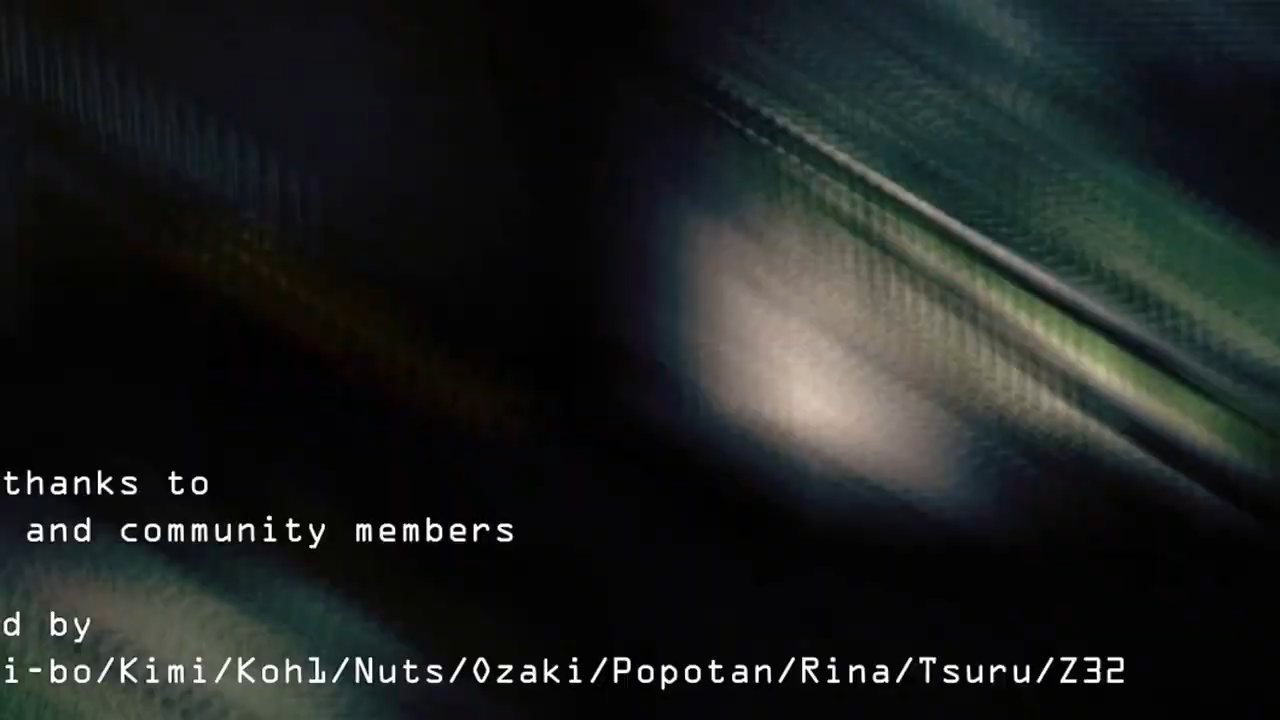 thanks to
and community members
d by
i-bo/Kimi/Kohl/Nuts/Ozaki/Popotan/Rina/Tsuru/Z32